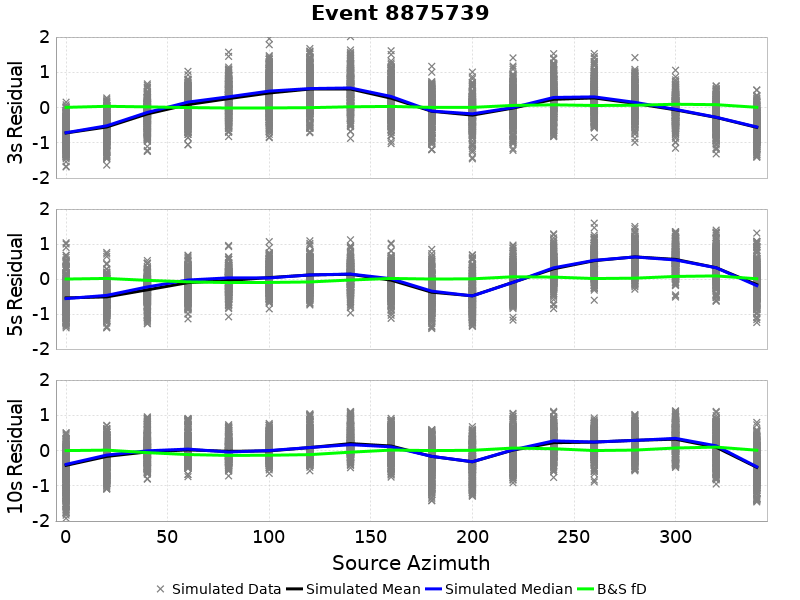 Event 8875739
3s Residual
2
1
0
-1
-2
5s Residual
2
1
0
-1
-2
10s Residual
2
1
0
-1
-2
0 50 100 150 200 250 300
Source Azimuth
Simulated Data Simulated Mean Simulated Median B&S fD